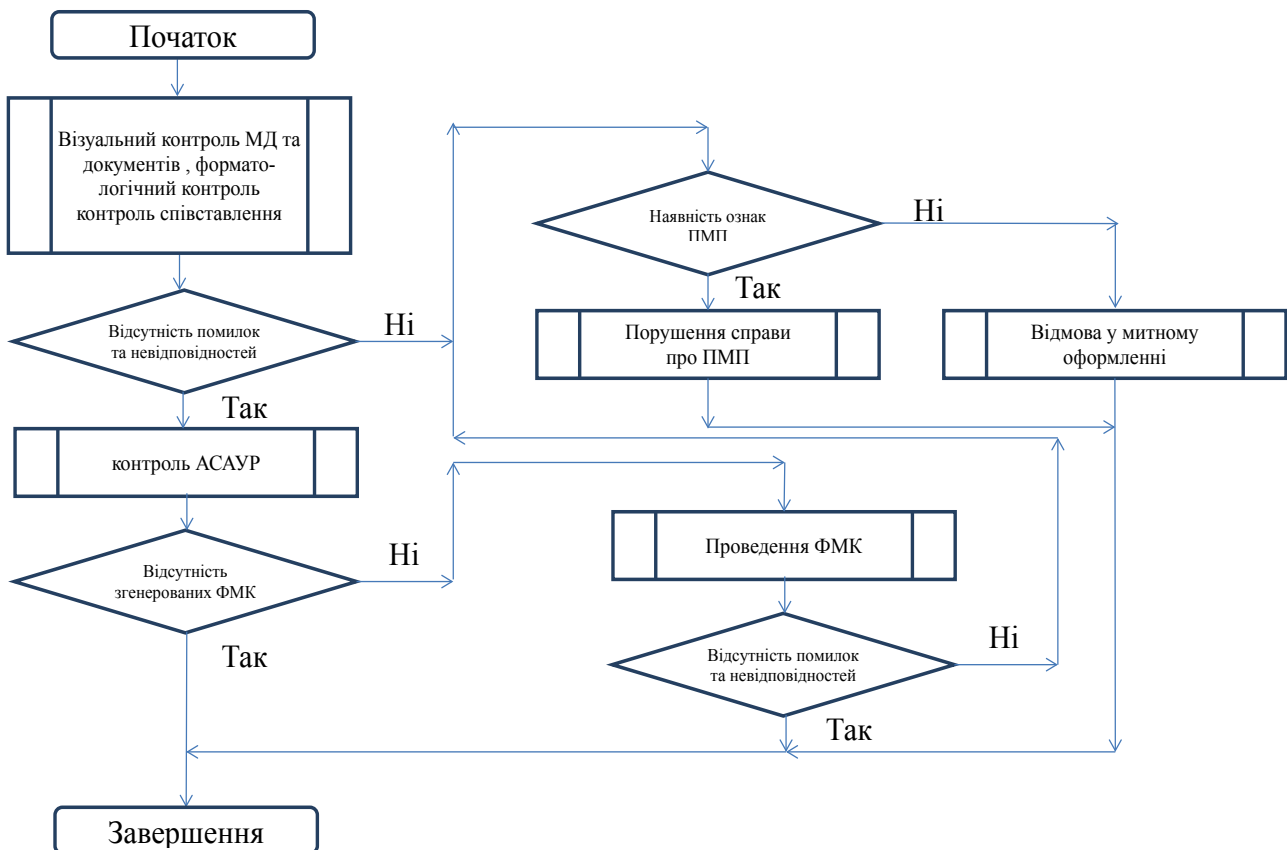 Початок
Візуальний контроль МД та
документів , формато-
логічний контроль
контроль співставлення
Наявність ознак
ПМП
Ні
Так
Відсутність помилок
та невідповідностей
Ні
Порушення справи
про ПМП
Відмова у митному
оформленні
Так
контроль АСАУР
Ні
Відсутність
згенерованих ФМК
Проведення ФМК
Так
Відсутність помилок
та невідповідностей
Ні
Так
Завершення